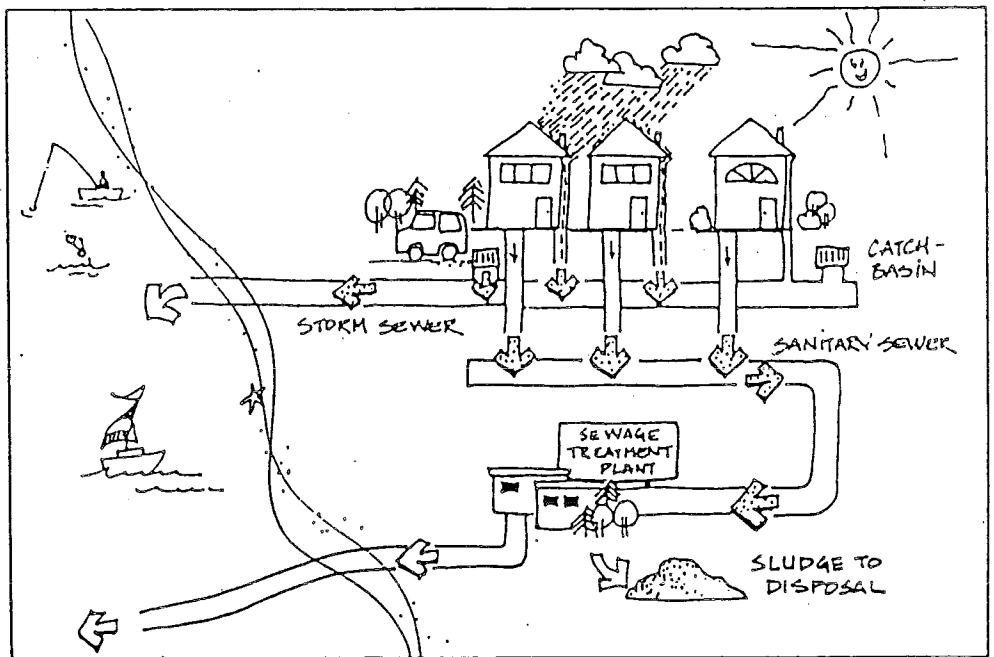 CATCH-
BASIN
STORM SEWER
SANITARY SEWER
SEWAGE
TREATMENT
PLANT
SLUDGE TO
DISPOSAL